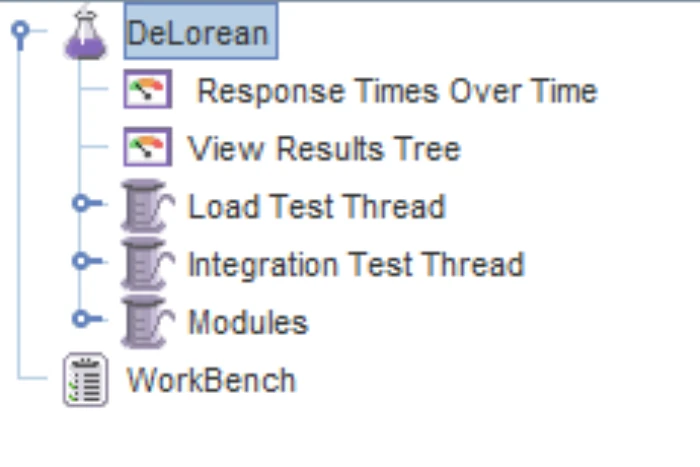 DeLorean
Response Times Over Time
View Results Tree
Load Test Thread
Integration Test Thread
Modules
WorkBench